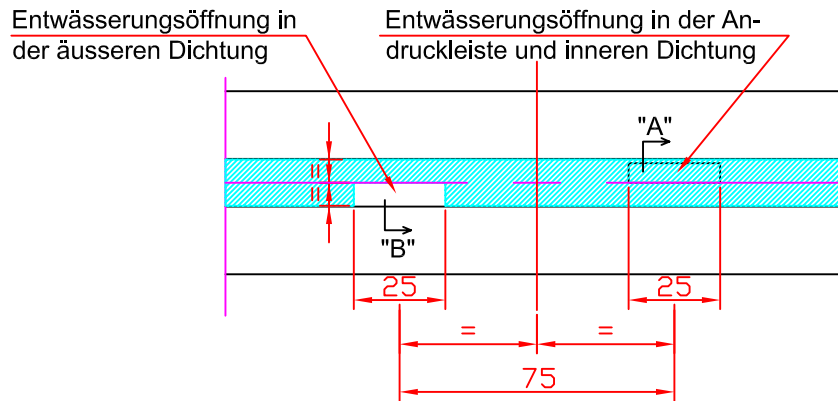 Entwässerungsöffnung in
der äusseren Dichtung
Entwässerungsöffnung in der An-
druckleiste und inneren Dichtung
"A"
=
=
"B"
25
25
=
=
75